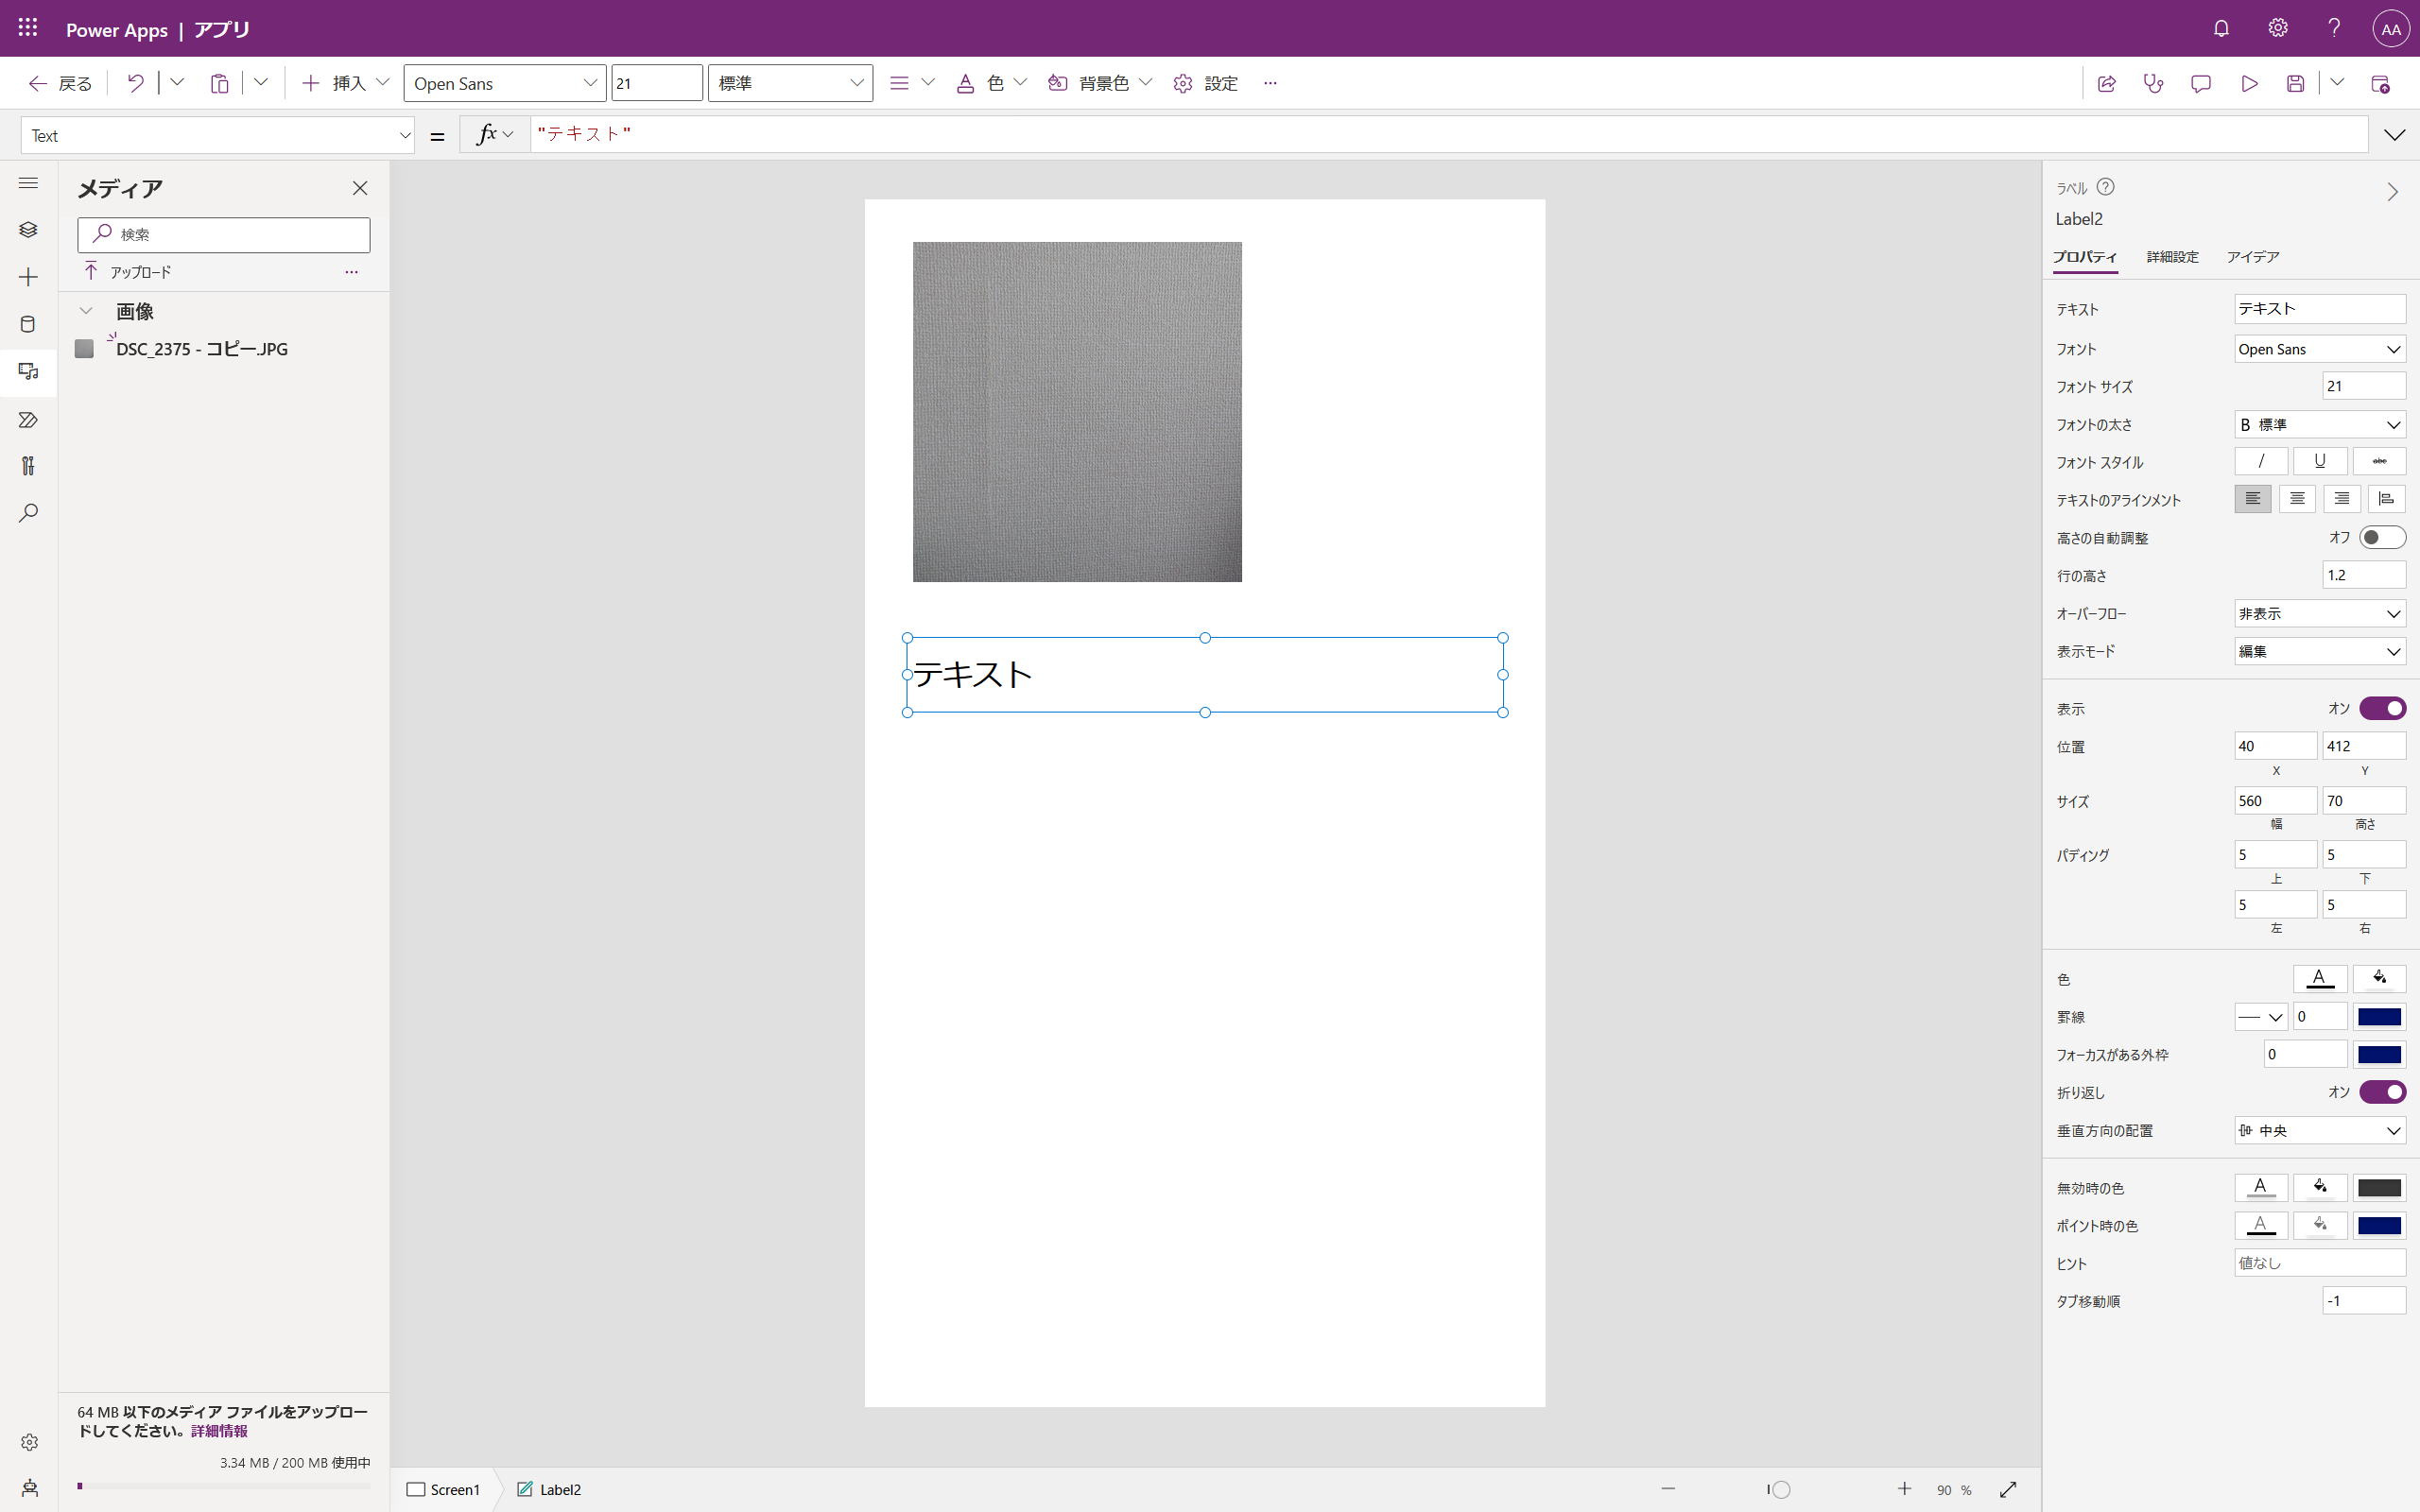 Power Apps | アプリ
AA
戻る
挿入
Open Sans
21
標準
色
背景色
設定
Text
=
fx
"テキスト"
メディア
検索
アップロード
画像
DSC_2375 - コピー.JPG
64 MB 以下のメディア ファイルをアップロー
ドしてください。詳細情報
3.34 MB / 200 MB 使用中
テキスト
Screen1
Label2
90 %
ラベル
Label2
プロパティ
詳細設定
アイデア
テキスト テキスト
フォント Open Sans
フォント サイズ 21
フォントの太さ B 標準
フォント スタイル / U abc
テキストのアラインメント
高さの自動調整 オフ
行の高さ 1.2
オーバーフロー 非表示
表示モード 編集
表示 オン
位置 40 412
X Y
サイズ 560 70
幅 高さ
パディング 5 5
上 下
5 5
左 右
色 A
罫線 0
フォーカスがある外枠 0
折り返し オン
垂直方向の配置 中央
無効時の色 A
ポイント時の色 A
ヒント 値なし
タブ移動順 -1